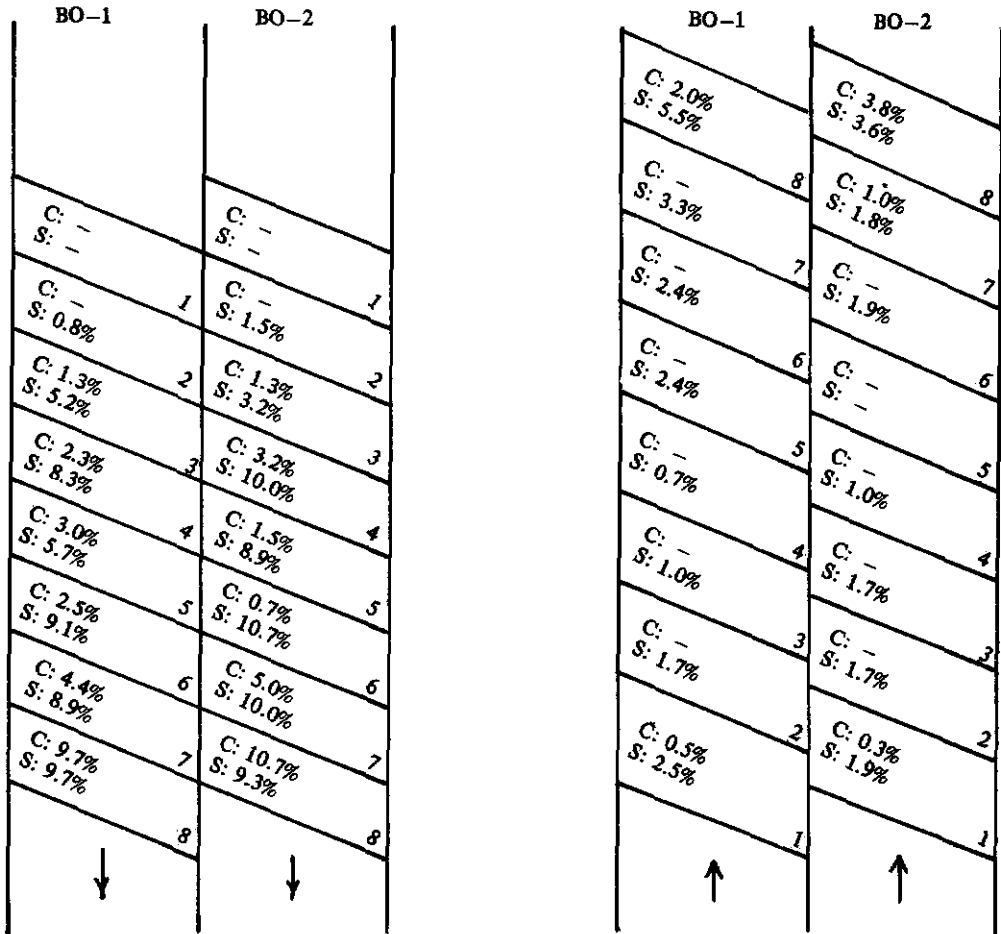 BO–1
BO–2
C: –
S: –
1
C: –
S: 0.8%
2
C: 1.3%
S: 5.2%
3
C: 2.3%
S: 8.3%
4
C: 3.0%
S: 5.7%
5
C: 2.5%
S: 9.1%
6
C: 4.4%
S: 8.9%
7
C: 9.7%
S: 9.7%
8
C: –
S: –
1
C: –
S: 1.5%
2
C: 1.3%
S: 3.2%
3
C: 3.2%
S: 10.0%
4
C: 1.5%
S: 8.9%
5
C: 0.7%
S: 10.7%
6
C: 5.0%
S: 10.0%
7
C: 10.7%
S: 9.3%
8
BO–1
BO–2
C: 2.0%
S: 5.5%
8
C: –
S: 3.3%
7
C: –
S: 2.4%
6
C: –
S: 2.4%
5
C: –
S: 0.7%
4
C: –
S: 1.0%
3
C: –
S: 1.7%
2
C: 0.5%
S: 2.5%
1
C: 3.8%
S: 3.6%
8
C: 1.0%
S: 1.8%
7
C: –
S: 1.9%
6
C: –
S: –
5
C: –
S: 1.0%
4
C: –
S: 1.7%
3
C: –
S: 1.7%
2
C: 0.3%
S: 1.9%
1